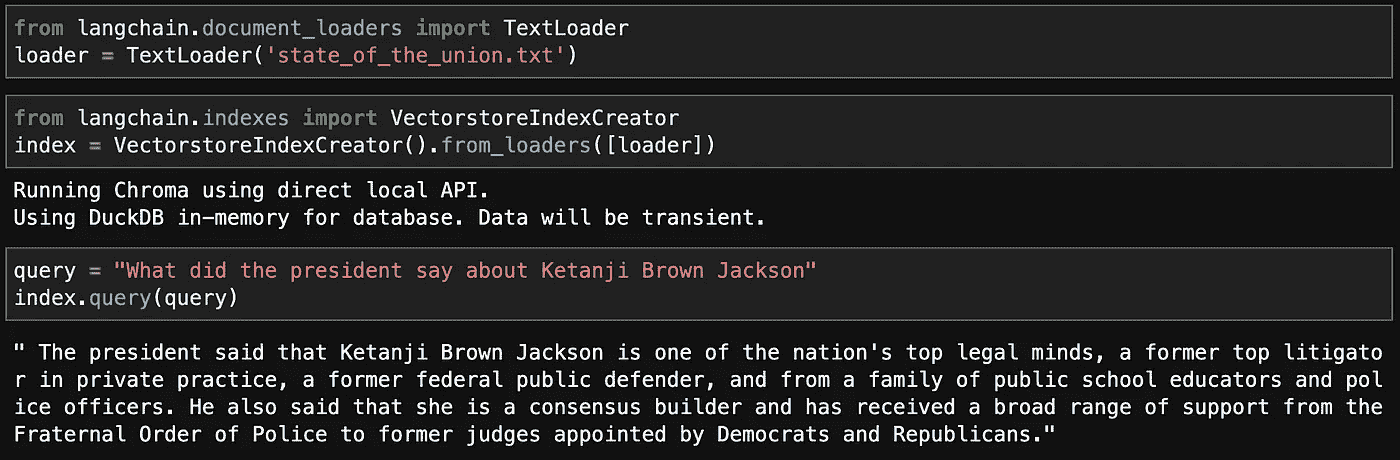 from langchain.document_loaders import TextLoader
loader = TextLoader('state_of_the_union.txt')
from langchain.indexes import VectorstoreIndexCreator
index = VectorstoreIndexCreator().from_loaders([loader])
Running Chroma using direct local API.
Using DuckDB in-memory for database. Data will be transient.
query = "What did the president say about Ketanji Brown Jackson"
index.query(query)
" The president said that Ketanji Brown Jackson is one of the nation's top legal minds, a former top litigato
r in private practice, a former federal public defender, and from a family of public school educators and pol
ice officers. He also said that she is a consensus builder and has received a broad range of support from the
Fraternal Order of Police to former judges appointed by Democrats and Republicans."